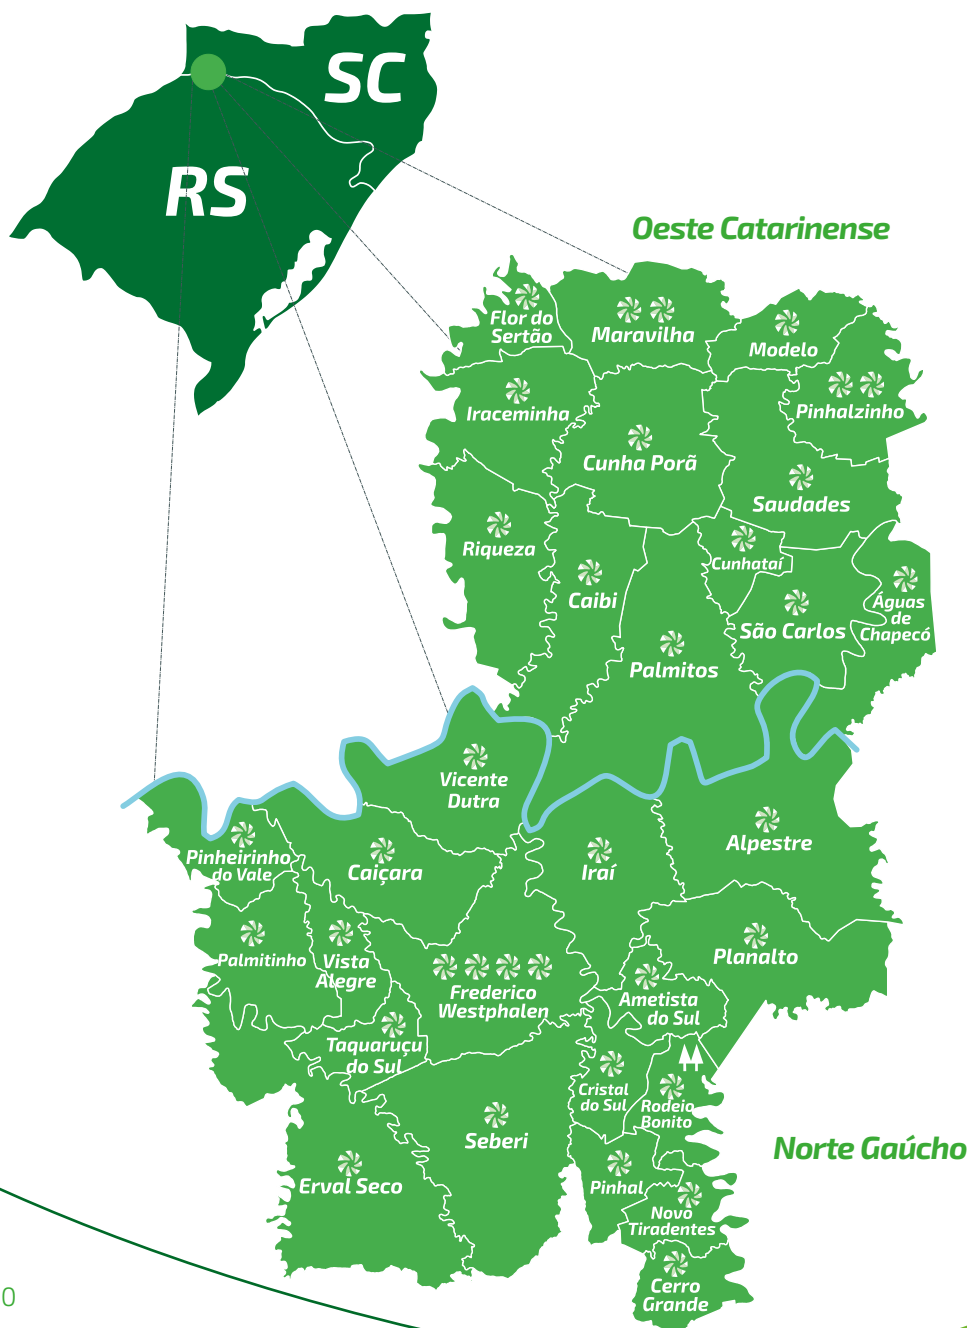 SC
RS
Oeste Catarinense
Flor do
Sertão
Maravilha
Modelo
Iraceminha
Pinhalzinho
Cunha Porã
Saudades
Riqueza
Cunhataí
Caibi
Águas
de
Chapecó
São Carlos
Palmitos
Vicente
Dutra
Pinheirinho
do Vale
Caiçara
Iraí
Alpestre
Palmitinho
Vista
Alegre
Frederico
Westphalen
Planalto
Ametista
do Sul
Taquaruçu
do Sul
Cristal
do Sul
Rodeio
Bonito
Seberi
Norte Gaúcho
Erval Seco
Pinhal
Novo
Tiradentes
Cerro
Grande
0